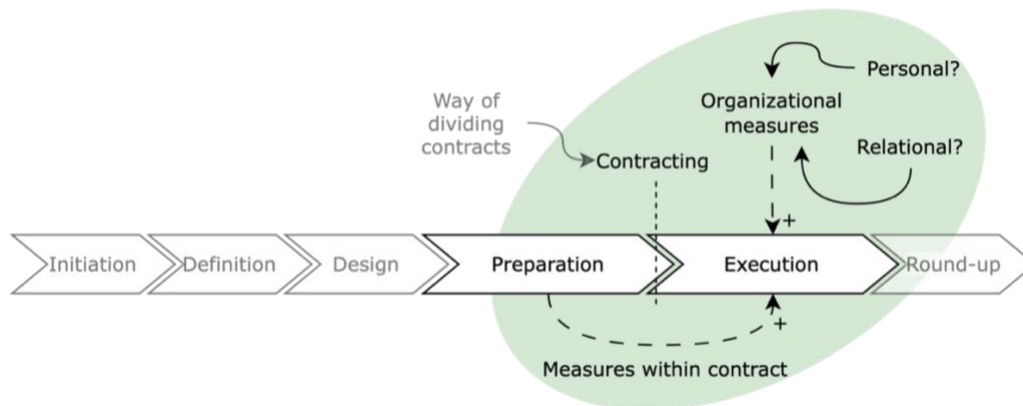 Personal?
Organizational
measures
Way of
dividing
contracts
Relational?
Contracting
+
Initiation
Definition
Design
Preparation
Execution
Round-up
+
Measures within contract